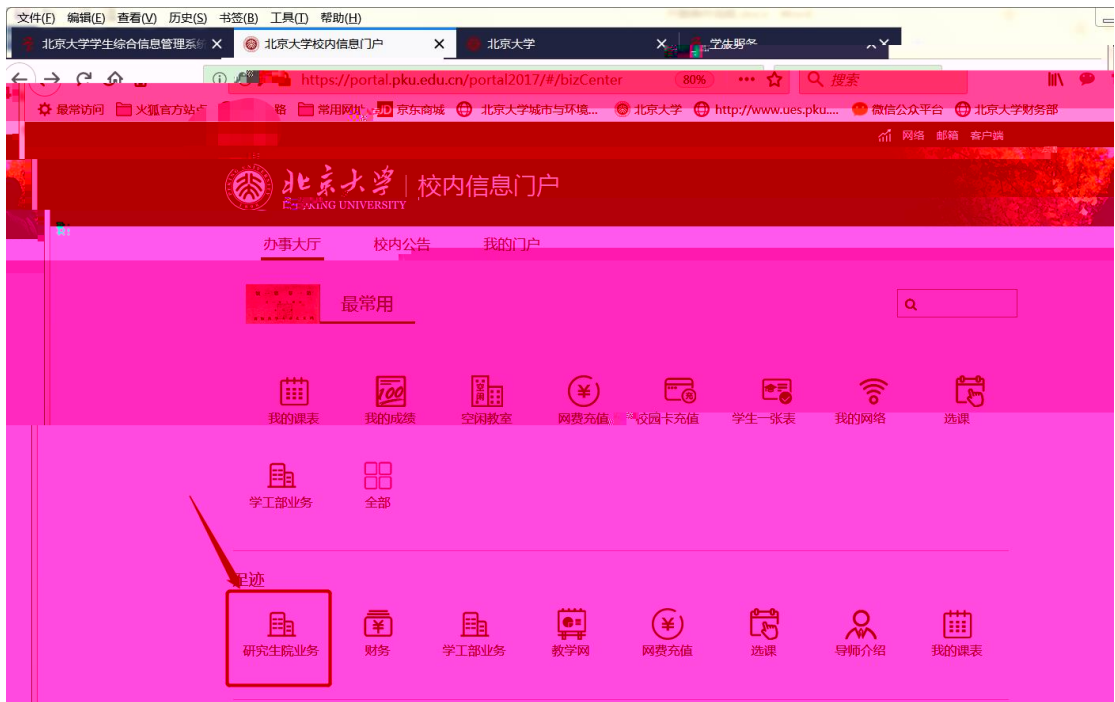 文件(F) 编辑(E) 查看(V) 历史(S) 书签(B) 工具(T) 帮助(H)
北京大学学生综合信息管理系统 北京大学校内信息门户 北京大学 学生服务
https://portal.pku.edu.cn/portal2017/#/bizCenter 80% 搜索
最常访问 火狐官方站点 常用网址 JD 京东商城 北京大学城市与环境... 北京大学 http://www.ues.pku.... 微信公众平台 北京大学财务部
网络 邮箱 客户端
北京大学 校内信息门户
PEKING UNIVERSITY
办事大厅 校内公告 我的门户
最常用
我的课表 我的成绩 空闲教室 网费充值 校园卡充值 学生一张表 我的网络 选课
学工部业务 全部
足迹
研究生院业务 财务 学工部业务 教学网 网费充值 选课 导师介绍 我的课表